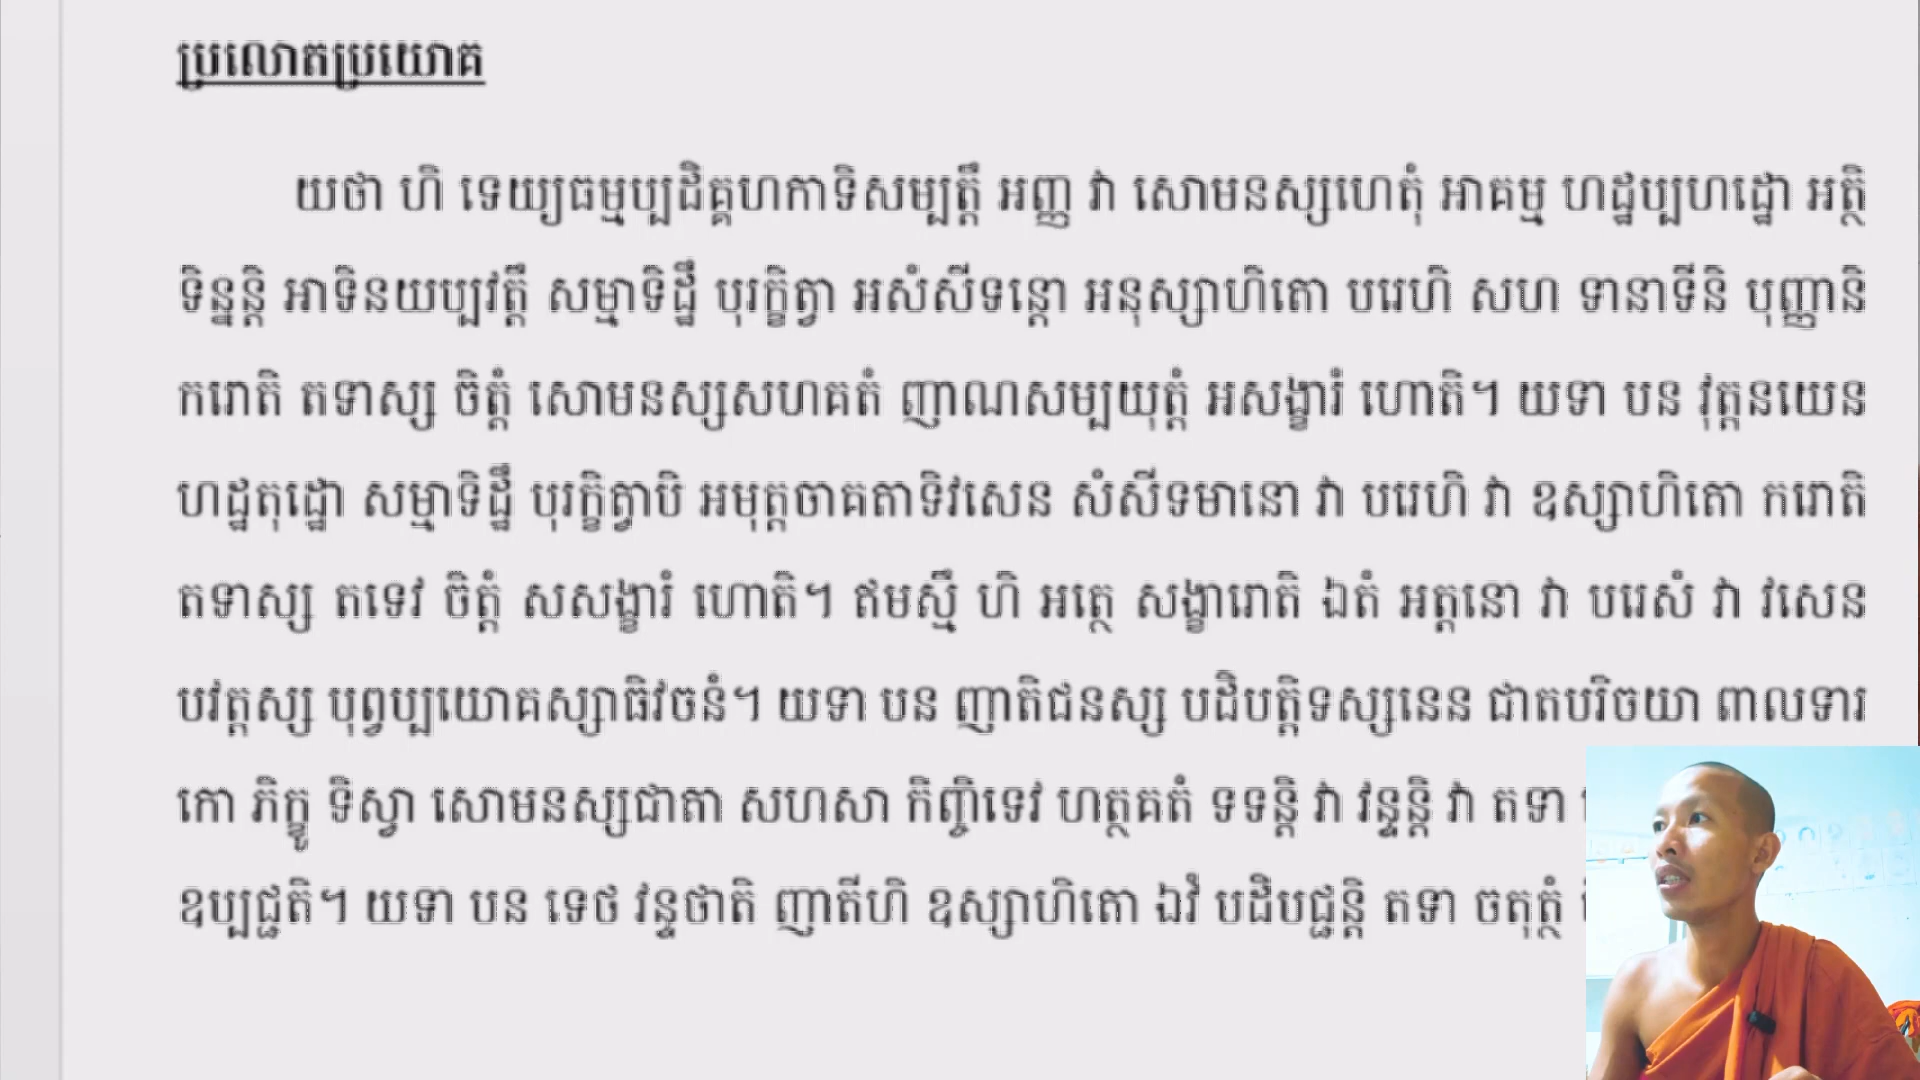 ប្រលោតប្រយោគ
យថា ហិ ទេយ្យធម្មប្បដិគ្គហកាទិសម្បត្តឹ អញ្ញ វា សោមនស្សហេតុំ អាគម្ម ហដ្ឋប្បហដ្ឋោ អត្ថិ
ទិន្នន្តិ អាទិនយប្បវត្តឹ សម្មាទិដ្ឋឹ បុរក្ខិត្វា អសំសីទន្តោ អនុស្សាហិតោ បរេហិ សហ ទានាទីនិ បុញ្ញានិ
ករោតិ តទាស្ស ចិត្តំ សោមនស្សសហគតំ ញាណសម្បយុត្តំ អសង្ខារំ ហោតិ។ យទា បន វុត្តនយេន
ហដ្ឋតុដ្ឋោ សម្មាទិដ្ឋឹ បុរក្ខិត្វាបិ អមុត្តចាគតាទិវសេន សំសីទមានោ វា បរេហិ វា ឧស្សាហិតោ ករោតិ
តទាស្ស តទេវ ចិត្តំ សសង្ខារំ ហោតិ។ ឥមស្មឹ ហិ អត្ថេ សង្ខារោតិ ឯតំ អត្តនោ វា បរេសំ វា វសេន
បវត្តស្ស បុព្វប្បយោគស្សាធិវចនំ។ យទា បន ញាតិជនស្ស បដិបត្តិទស្សនេន ជាតបរិចយា ពាលទារ
កោ ភិក្ខូ ទិស្វា សោមនស្សជាតា សហសា កិញ្ចិទេវ ហត្ថគតំ ទទន្តិ វា វន្ទន្តិ វា តទា
ឧប្បជ្ជតិ។ យទា បន ទេថ វន្ទថាតិ ញាតីហិ ឧស្សាហិតោ ឯវំ បដិបជ្ជន្តិ តទា ចតុត្ថំ